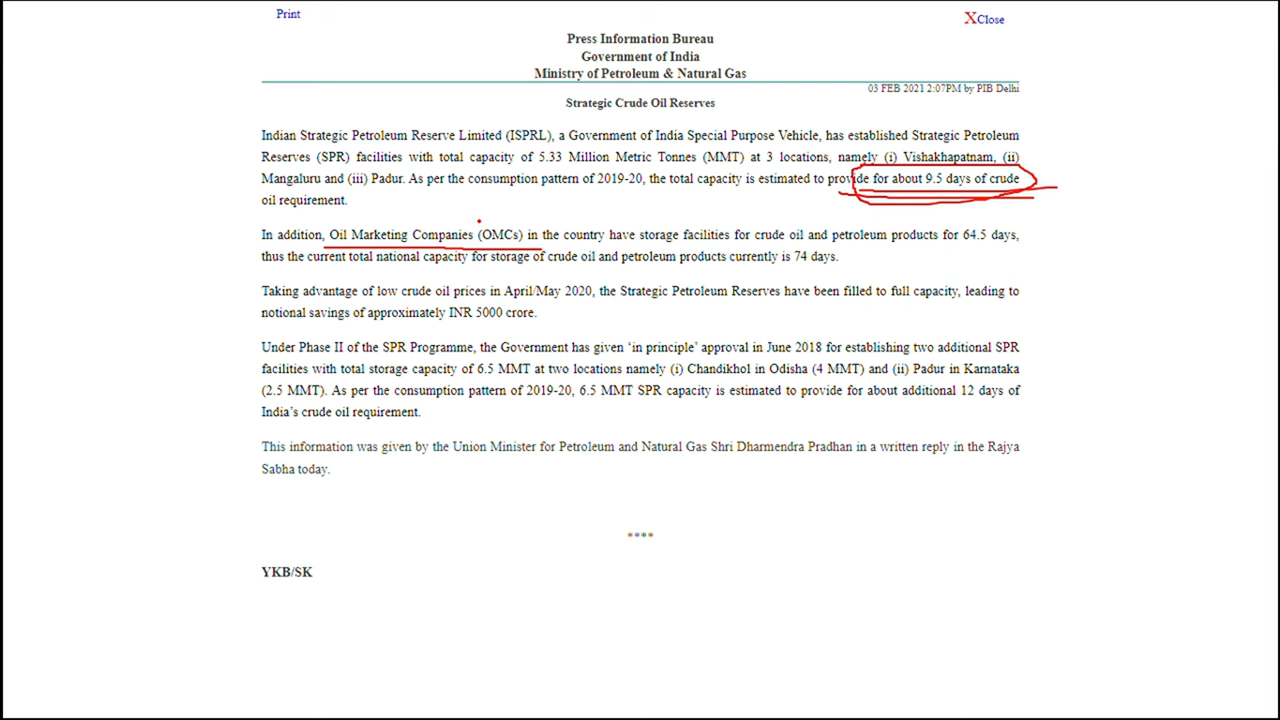 Print
XClose
Press Information Bureau
Government of India
Ministry of Petroleum & Natural Gas
03 FEB 2021 2:07PM by PIB Delhi
Strategic Crude Oil Reserves
Indian Strategic Petroleum Reserve Limited (ISPRL), a Government of India Special Purpose Vehicle, has established Strategic Petroleum
Reserves (SPR) facilities with total capacity of 5.33 Million Metric Tonnes (MMT) at 3 locations, namely (i) Vishakhapatnam, (ii)
Mangaluru and (iii) Padur. As per the consumption pattern of 2019-20, the total capacity is estimated to provide for about 9.5 days of crude
oil requirement.
In addition, Oil Marketing Companies (OMCs) in the country have storage facilities for crude oil and petroleum products for 64.5 days,
thus the current total national capacity for storage of crude oil and petroleum products currently is 74 days.
Taking advantage of low crude oil prices in April/May 2020, the Strategic Petroleum Reserves have been filled to full capacity, leading to
notional savings of approximately INR 5000 crore.
Under Phase II of the SPR Programme, the Government has given ‘in principle’ approval in June 2018 for establishing two additional SPR
facilities with total storage capacity of 6.5 MMT at two locations namely (i) Chandikhol in Odisha (4 MMT) and (ii) Padur in Karnataka
(2.5 MMT). As per the consumption pattern of 2019-20, 6.5 MMT SPR capacity is estimated to provide for about additional 12 days of
India’s crude oil requirement.
This information was given by the Union Minister for Petroleum and Natural Gas Shri Dharmendra Pradhan in a written reply in the Rajya
Sabha today.
****
YKB/SK